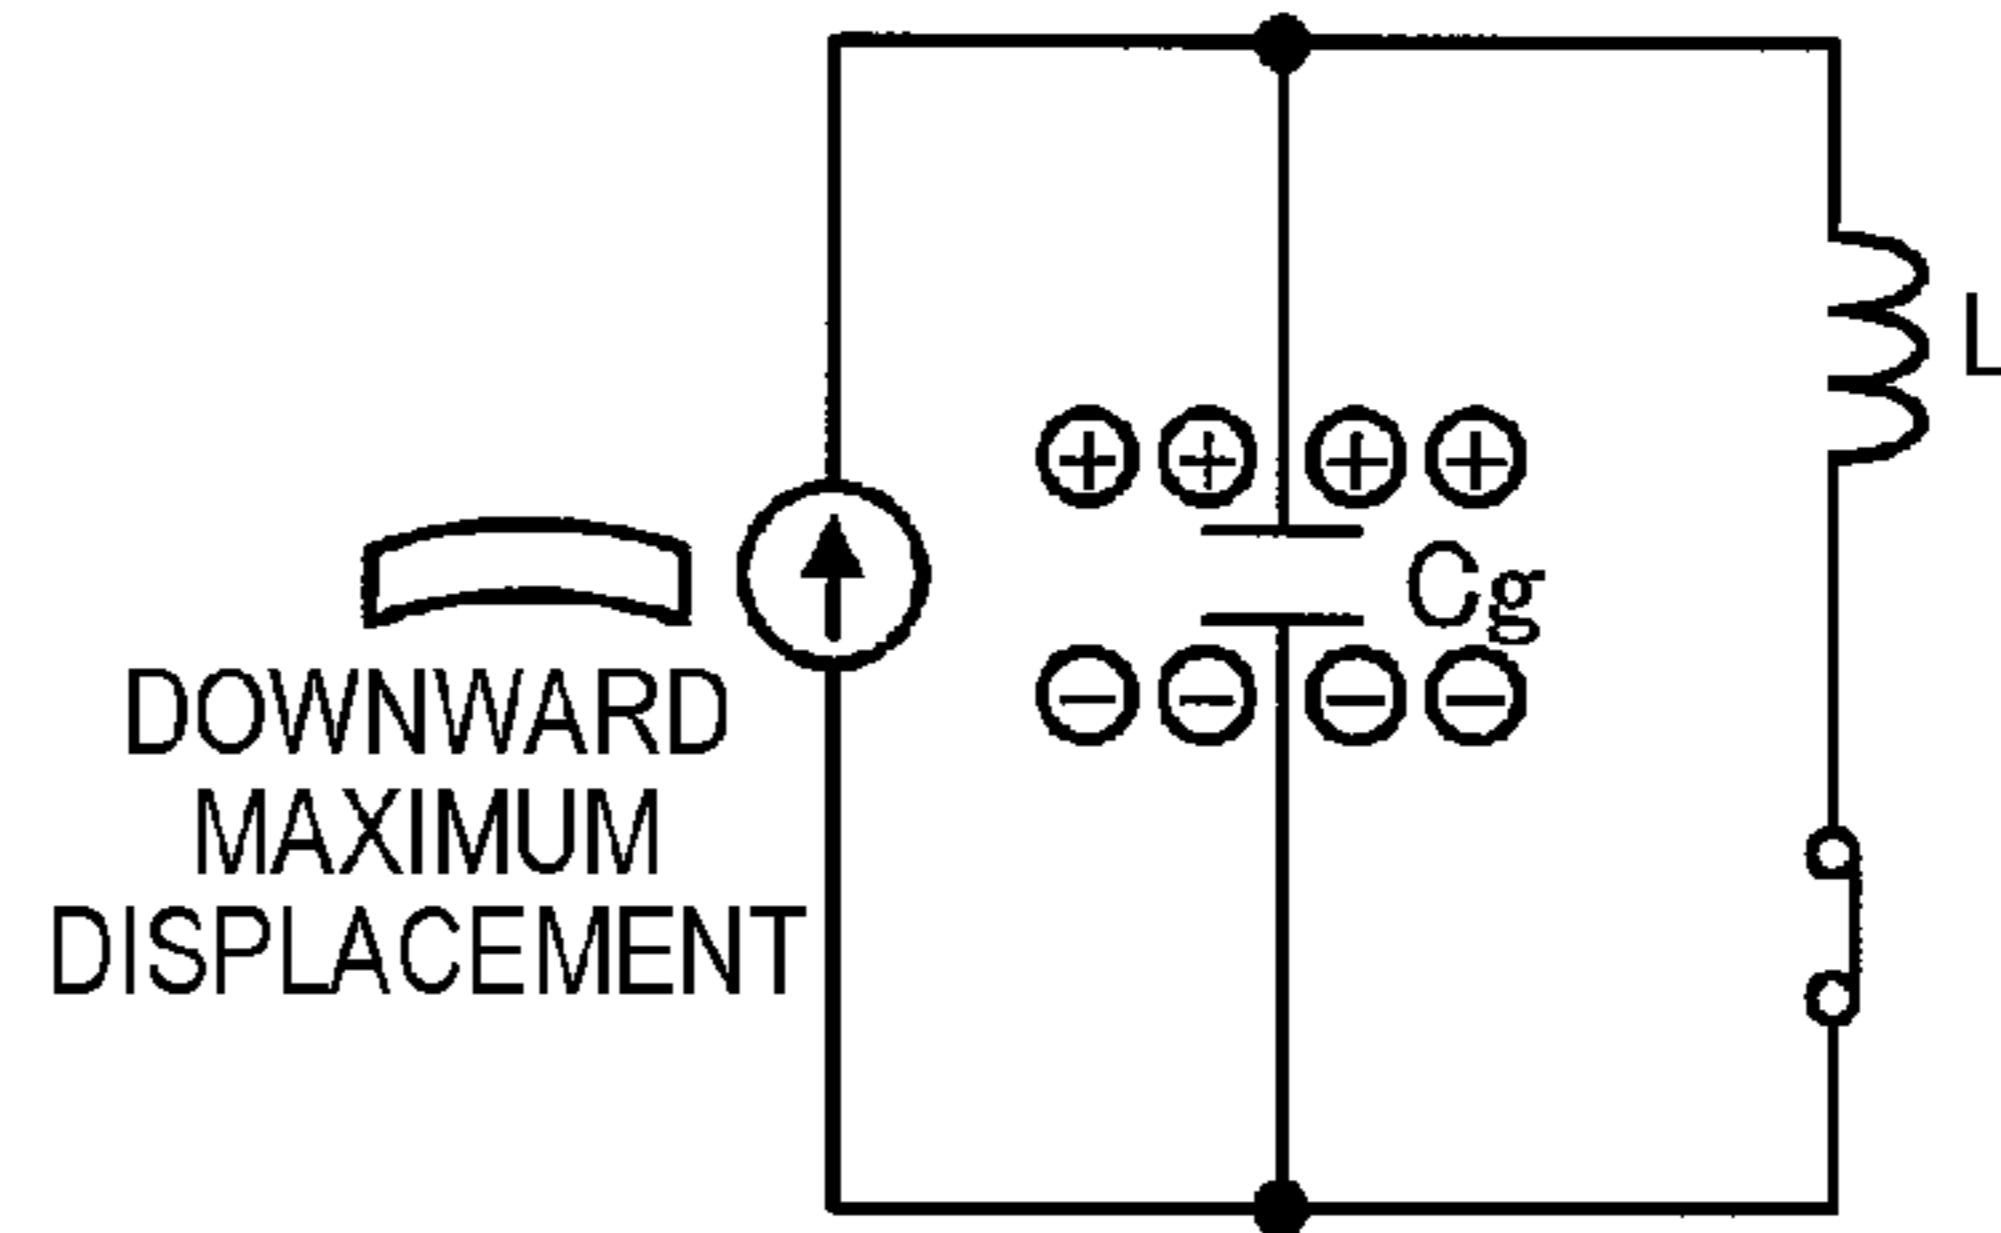 L
+ + + +
Cg
− − − −
DOWNWARD
MAXIMUM
DISPLACEMENT